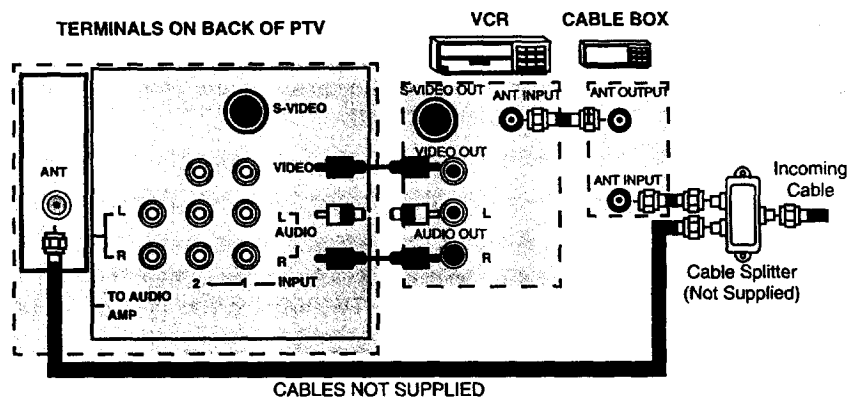 TERMINALS ON BACK OF PTV
VCR
CABLE BOX
S-VIDEO
S-VIDEO OUT
ANT INPUT
ANT OUTPUT
ANT
VIDEO
VIDEO OUT
ANT INPUT
Incoming
Cable
L
L
AUDIO
L
AUDIO OUT
R
R
R
2
1
INPUT
TO AUDIO
AMP
Cable Splitter
(Not Supplied)
CABLES NOT SUPPLIED